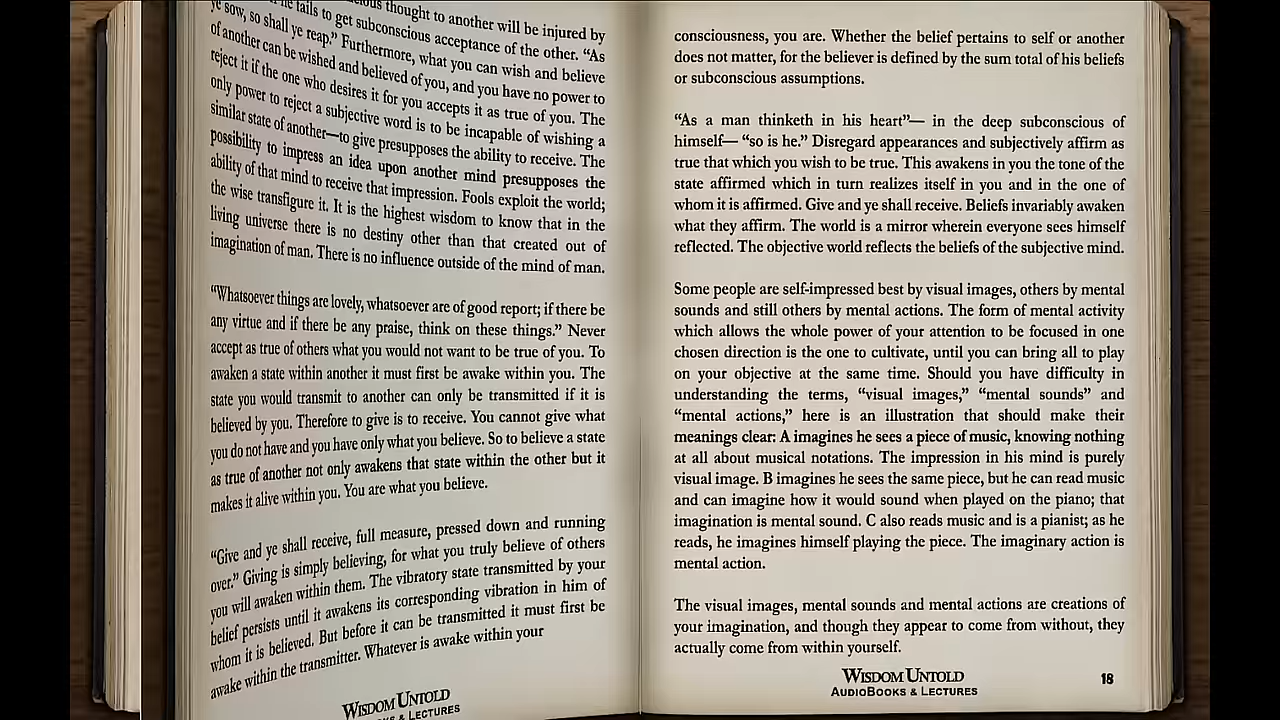 thought to another will be injured by
fails to get subconscious acceptance of the other. “As
ye sow, so shall ye reap.” Furthermore, what you can wish and believe
of another can be wished and believed of you, and you have no power to
reject it if the one who desires it for you accepts it as true of you. The
only power to reject a subjective word is to be incapable of wishing a
similar state of another—to give presupposes the ability to receive. The
possibility to impress an idea upon another mind presupposes the
ability of that mind to receive that impression. Fools exploit the world;
the wise transfigure it. It is the highest wisdom to know that in the
living universe there is no destiny other than that created out of
imagination of man. There is no influence outside of the mind of man.
“Whatsoever things are lovely, whatsoever are of good report; if there be
any virtue and if there be any praise, think on these things.” Never
accept as true of others what you would not want to be true of you. To
awaken a state within another it must first be awake within you. The
state you would transmit to another can only be transmitted if it is
believed by you. Therefore to give is to receive. You cannot give what
you do not have and you have only what you believe. So to believe a state
as true of another not only awakens that state within the other but it
makes it alive within you. You are what you believe.
“Give and ye shall receive, full measure, pressed down and running
over.” Giving is simply believing, for what you truly believe of others
you will awaken within them. The vibratory state transmitted by your
belief persists until it awakens its corresponding vibration in him of
whom it is believed. But before it can be transmitted it must first be
awake within the transmitter. Whatever is awake within your
WISDOM UNTOLD
& LECTURES
consciousness, you are. Whether the belief pertains to self or another
does not matter, for the believer is defined by the sum total of his beliefs
or subconscious assumptions.
“As a man thinketh in his heart”— in the deep subconscious of
himself— “so is he.” Disregard appearances and subjectively affirm as
true that which you wish to be true. This awakens in you the tone of the
state affirmed which in turn realizes itself in you and in the one of
whom it is affirmed. Give and ye shall receive. Beliefs invariably awaken
what they affirm. The world is a mirror wherein everyone sees himself
reflected. The objective world reflects the beliefs of the subjective mind.
Some people are self-impressed best by visual images, others by mental
sounds and still others by mental actions. The form of mental activity
which allows the whole power of your attention to be focused in one
chosen direction is the one to cultivate, until you can bring all to play
on your objective at the same time. Should you have difficulty in
understanding the terms, “visual images,” “mental sounds” and
“mental actions,” here is an illustration that should make their
meanings clear: A imagines he sees a piece of music, knowing nothing
at all about musical notations. The impression in his mind is purely
visual image. B imagines he sees the same piece, but he can read music
and can imagine how it would sound when played on the piano; that
imagination is mental sound. C also reads music and is a pianist; as he
reads, he imagines himself playing the piece. The imaginary action is
mental action.
The visual images, mental sounds and mental actions are creations of
your imagination, and though they appear to come from without, they
actually come from within yourself.
WISDOM UNTOLD
AUDIOBOOKS & LECTURES
18